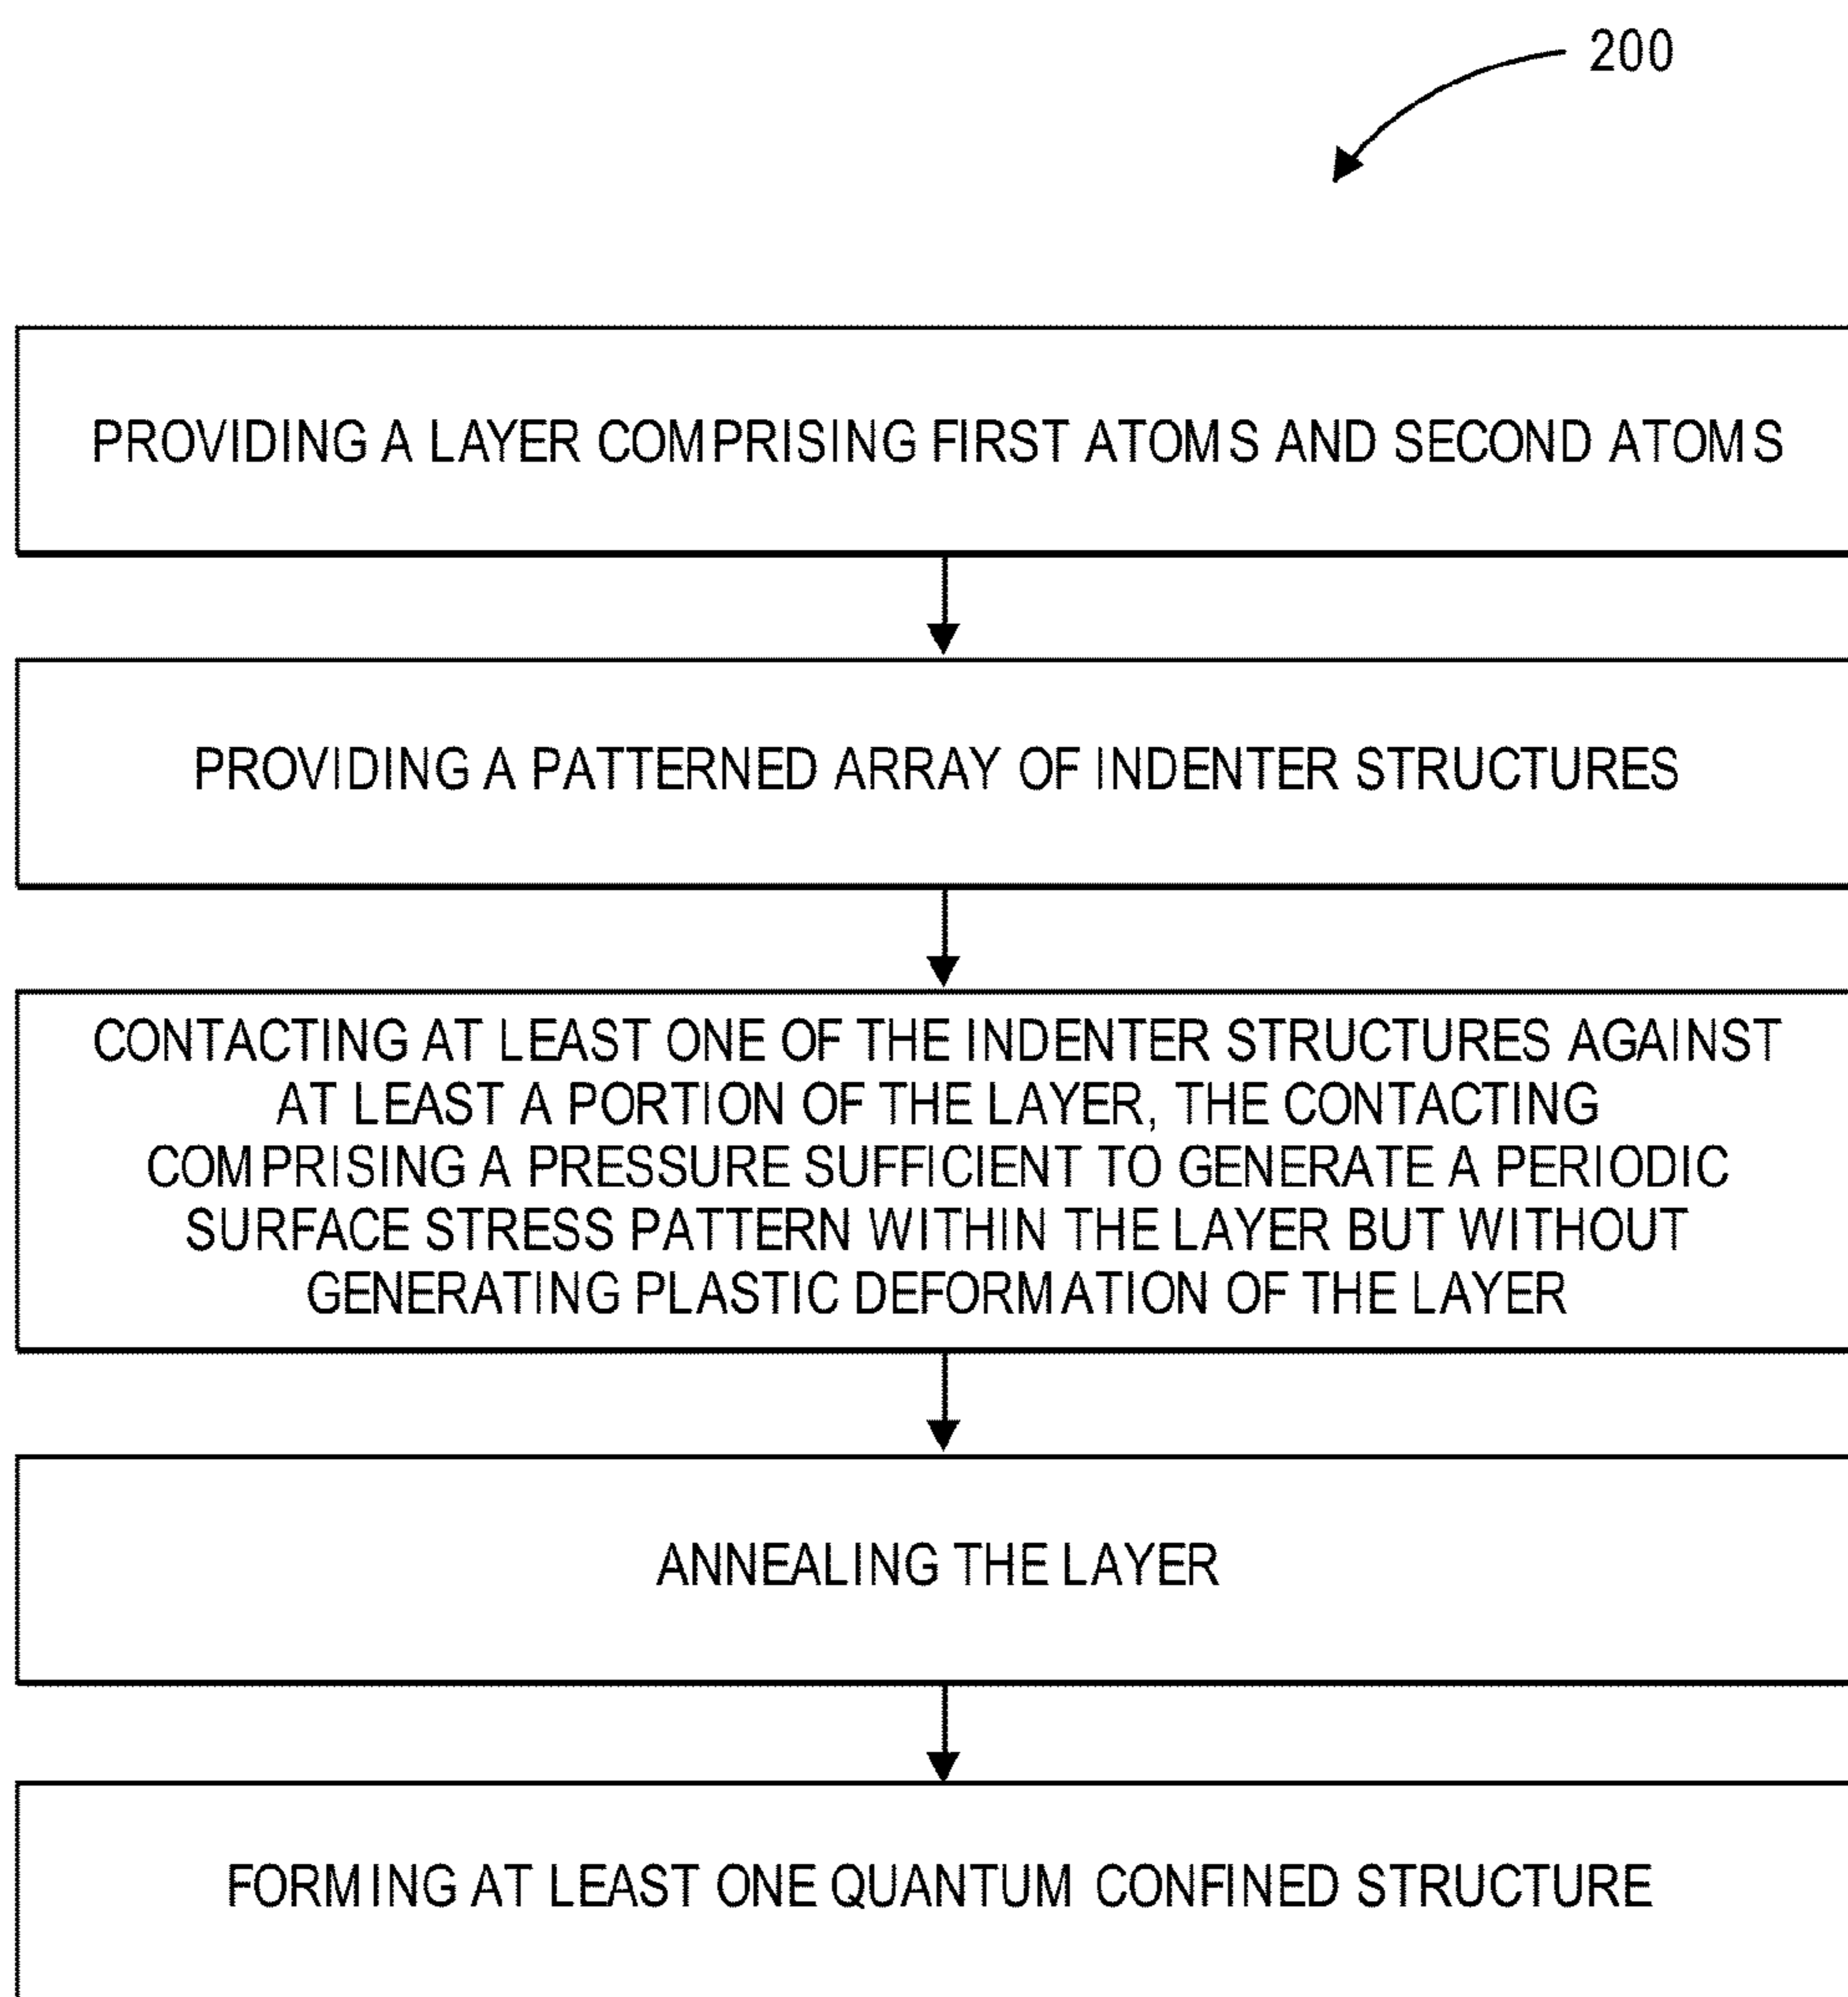 200
PROVIDING A LAYER COMPRISING FIRST ATOMS AND SECOND ATOMS
PROVIDING A PATTERNED ARRAY OF INDENTER STRUCTURES
CONTACTING AT LEAST ONE OF THE INDENTER STRUCTURES AGAINST
AT LEAST A PORTION OF THE LAYER, THE CONTACTING
COMPRISING A PRESSURE SUFFICIENT TO GENERATE A PERIODIC
SURFACE STRESS PATTERN WITHIN THE LAYER BUT WITHOUT
GENERATING PLASTIC DEFORMATION OF THE LAYER
ANNEALING THE LAYER
FORMING AT LEAST ONE QUANTUM CONFINED STRUCTURE